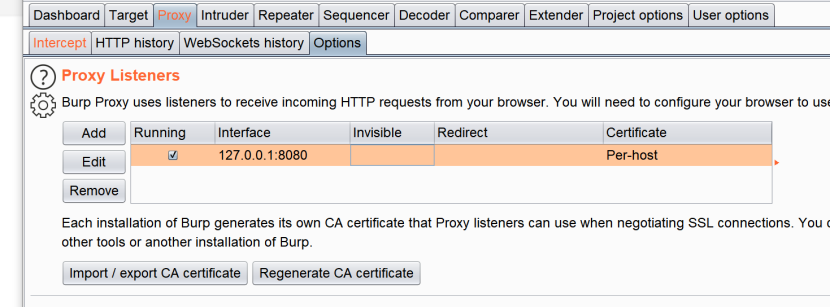 Dashboard Target Proxy Intruder Repeater Sequencer Decoder Comparer Extender Project options User options
Intercept HTTP history WebSockets history Options
? Proxy Listeners
Burp Proxy uses listeners to receive incoming HTTP requests from your browser. You will need to configure your browser to use
Add Running Interface Invisible Redirect Certificate
127.0.0.1:8080 Per-host
Edit
Remove
Each installation of Burp generates its own CA certificate that Proxy listeners can use when negotiating SSL connections. You
other tools or another installation of Burp.
Import / export CA certificate Regenerate CA certificate